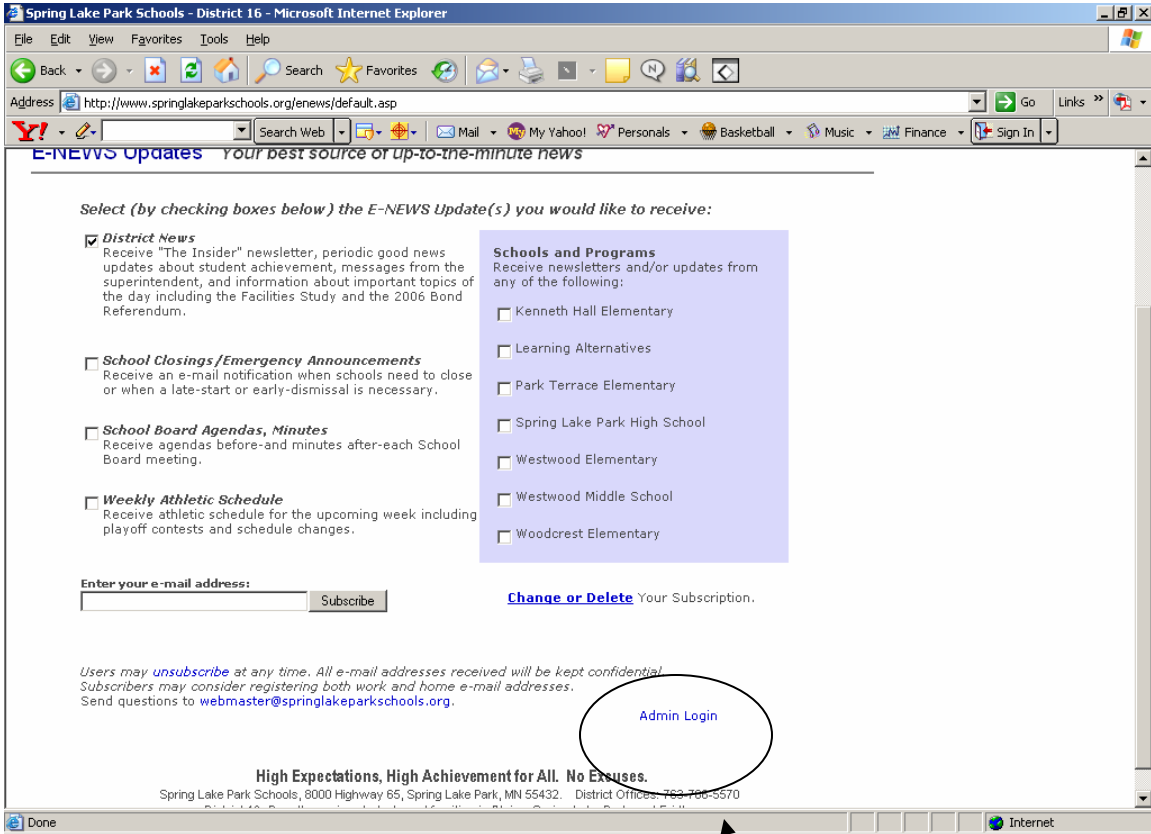 Spring Lake Park Schools - District 16 - Microsoft Internet Explorer
File Edit View Favorites Tools Help
Back Search Favorites
Address http://www.springlakeparkschools.org/enews/default.asp Go Links »
Y! Search Web Mail My Yahoo! Personals Basketball Music Finance Sign In
E-NEWS Updates Your best source of up-to-the-minute news
Select (by checking boxes below) the E-NEWS Update(s) you would like to receive:
District News
Receive "The Insider" newsletter, periodic good news
updates about student achievement, messages from the
superintendent, and information about important topics of
the day including the Facilities Study and the 2006 Bond
Referendum.
School Closings/Emergency Announcements
Receive an e-mail notification when schools need to close
or when a late-start or early-dismissal is necessary.
School Board Agendas, Minutes
Receive agendas before-and minutes after-each School
Board meeting.
Weekly Athletic Schedule
Receive athletic schedule for the upcoming week including
playoff contests and schedule changes.
Schools and Programs
Receive newsletters and/or updates from
any of the following:
Kenneth Hall Elementary
Learning Alternatives
Park Terrace Elementary
Spring Lake Park High School
Westwood Elementary
Westwood Middle School
Woodcrest Elementary
Enter your e-mail address:
Subscribe
Change or Delete Your Subscription.
Users may unsubscribe at any time. All e-mail addresses received will be kept confidential.
Subscribers may consider registering both work and home e-mail addresses.
Send questions to webmaster@springlakeparkschools.org.
Admin Login
High Expectations, High Achievement for All. No Excuses.
Spring Lake Park Schools, 8000 Highway 65, Spring Lake Park, MN 55432. District Offices: 763-786-5570
Done Internet